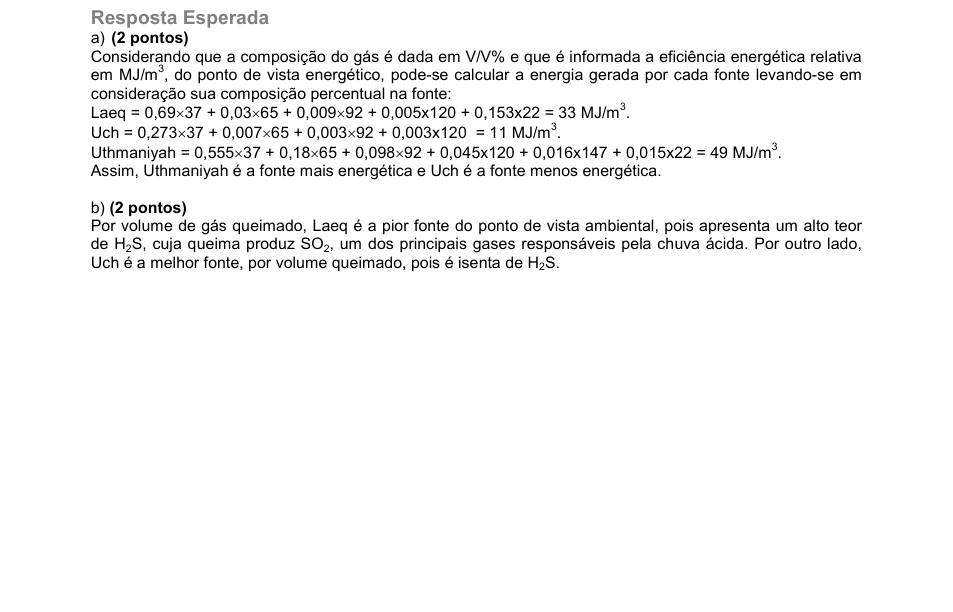 Resposta Esperada
a) (2 pontos)
Considerando que a composição do gás é dada em V/V% e que é informada a eficiência energética relativa
em MJ/m³, do ponto de vista energético, pode-se calcular a energia gerada por cada fonte levando-se em
consideração sua composição percentual na fonte:
Laeq = 0,69×37 + 0,03×65 + 0,009×92 + 0,005x120 + 0,153x22 = 33 MJ/m³.
Uch = 0,273×37 + 0,007×65 + 0,003×92 + 0,003x120 = 11 MJ/m³.
Uthmaniyah = 0,555×37 + 0,18×65 + 0,098×92 + 0,045x120 + 0,016x147 + 0,015x22 = 49 MJ/m³.
Assim, Uthmaniyah é a fonte mais energética e Uch é a fonte menos energética.
b) (2 pontos)
Por volume de gás queimado, Laeq é a pior fonte do ponto de vista ambiental, pois apresenta um alto teor
de H₂S, cuja queima produz SO₂, um dos principais gases responsáveis pela chuva ácida. Por outro lado,
Uch é a melhor fonte, por volume queimado, pois é isenta de H₂S.